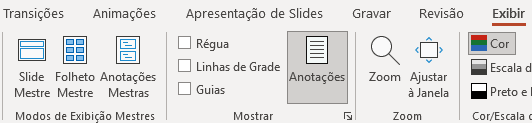 Transições Animações Apresentação de Slides Gravar Revisão Exibir
Slide Mestre
Folheto Mestre
Anotações Mestras
Modos de Exibição Mestres
Régua
Linhas de Grade
Guias
Anotações
Mostrar
Zoom
Ajustar à Janela
Zoom
Cor
Escala d
Preto e
Cor/Escala d